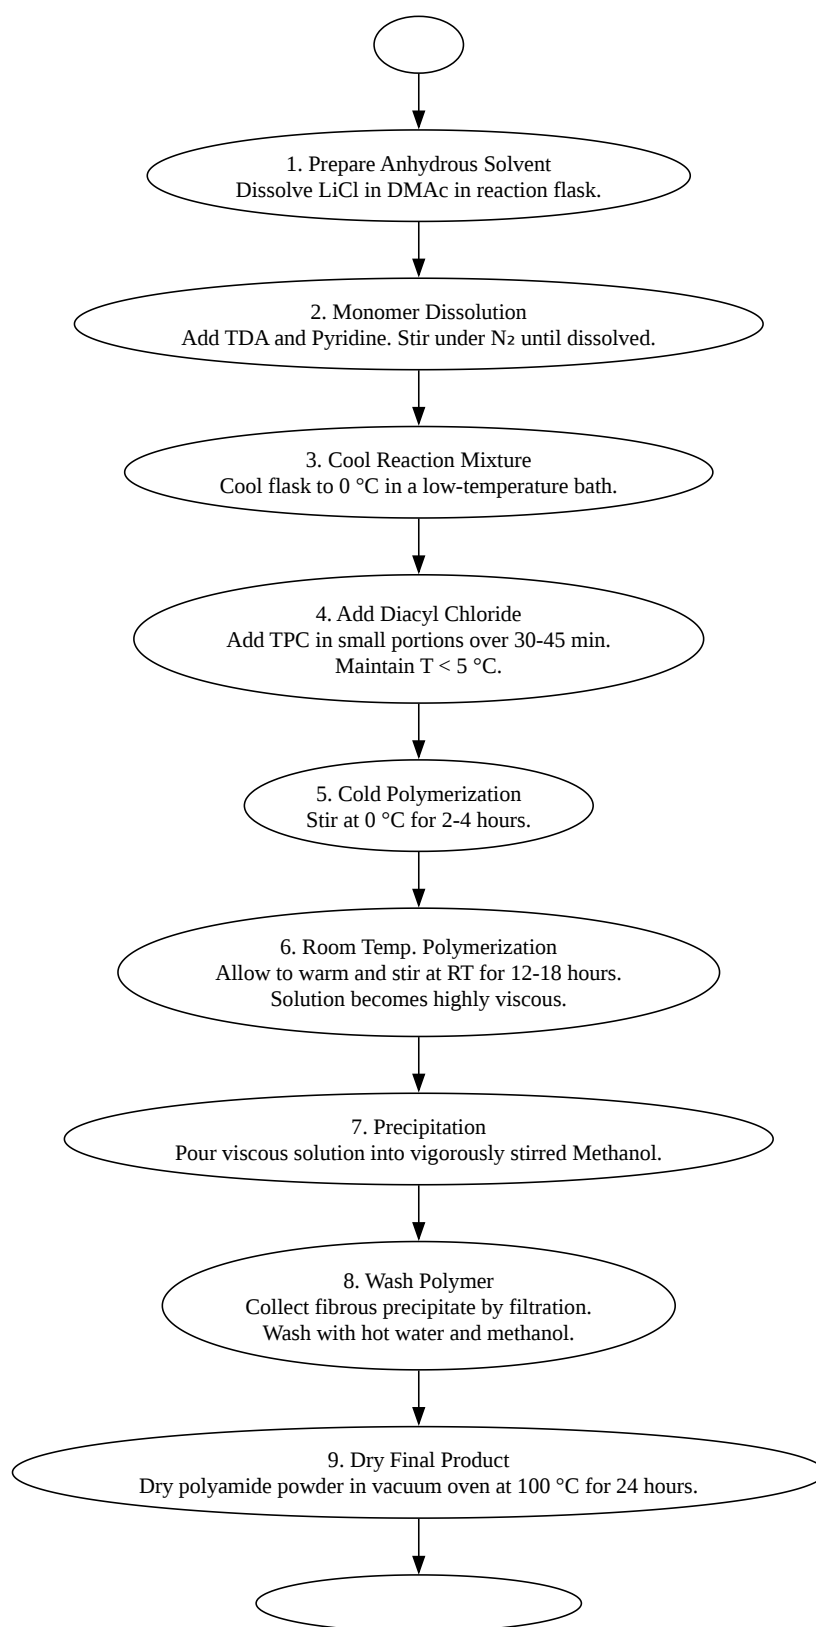 1. Prepare Anhydrous Solvent
Dissolve LiCl in DMAc in reaction flask.
2. Monomer Dissolution
Add TDA and Pyridine. Stir under N₂ until dissolved.
3. Cool Reaction Mixture
Cool flask to 0 °C in a low-temperature bath.
4. Add Diacyl Chloride
Add TPC in small portions over 30-45 min.
Maintain T < 5 °C.
5. Cold Polymerization
Stir at 0 °C for 2-4 hours.
6. Room Temp. Polymerization
Allow to warm and stir at RT for 12-18 hours.
Solution becomes highly viscous.
7. Precipitation
Pour viscous solution into vigorously stirred Methanol.
8. Wash Polymer
Collect fibrous precipitate by filtration.
Wash with hot water and methanol.
9. Dry Final Product
Dry polyamide powder in vacuum oven at 100 °C for 24 hours.